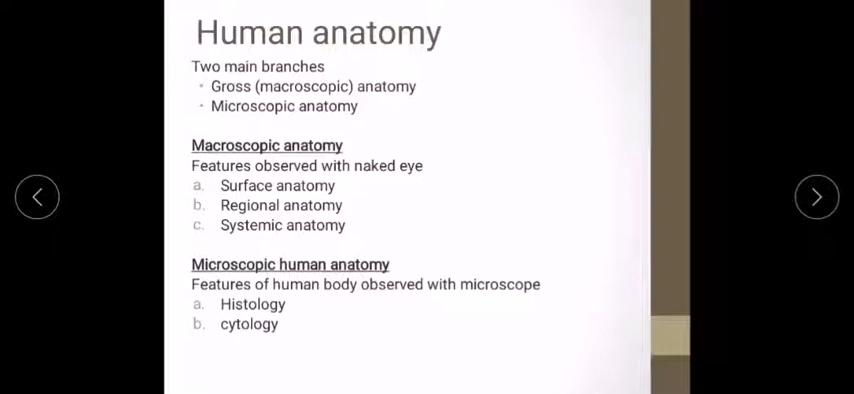 Human anatomy
Two main branches
• Gross (macroscopic) anatomy
• Microscopic anatomy
Macroscopic anatomy
Features observed with naked eye
a. Surface anatomy
b. Regional anatomy
c. Systemic anatomy
Microscopic human anatomy
Features of human body observed with microscope
a. Histology
b. cytology